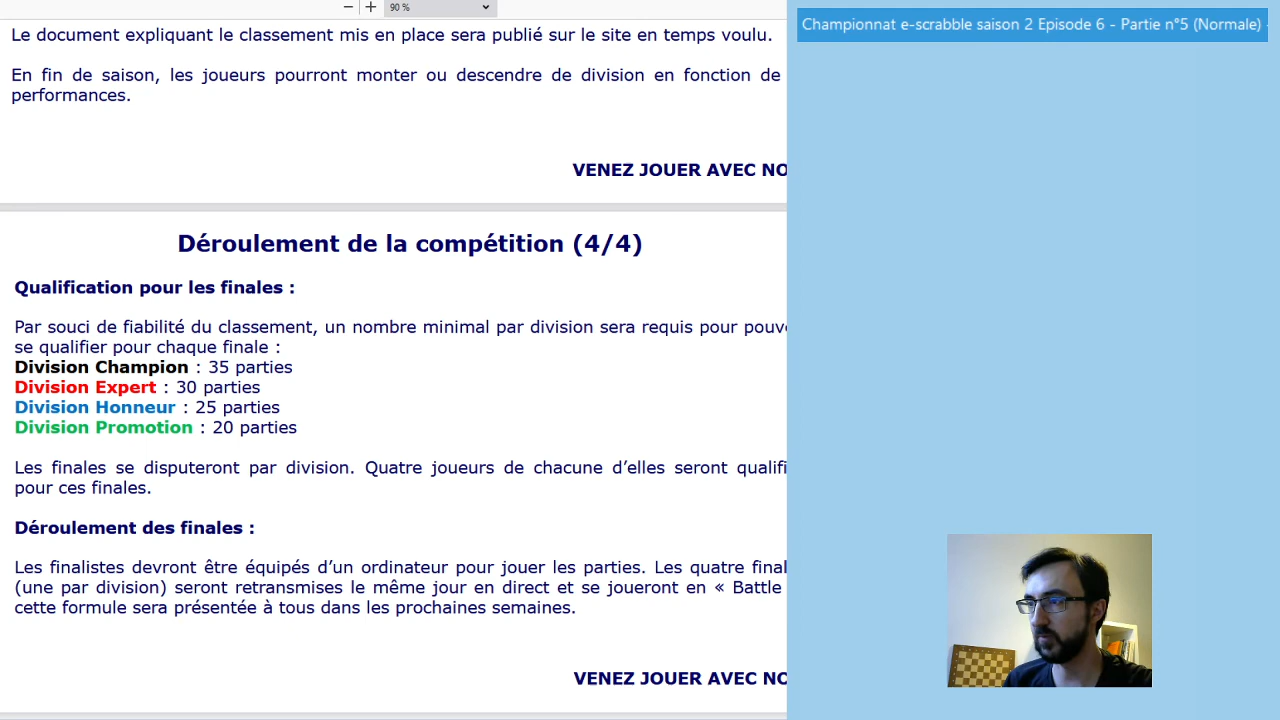 90 %
Championnat e-scrabble saison 2 Episode 6 - Partie n°5 (Normale) -
Le document expliquant le classement mis en place sera publié sur le site en temps voulu.
En fin de saison, les joueurs pourront monter ou descendre de division en fonction de
performances.
VENEZ JOUER AVEC NO
Déroulement de la compétition (4/4)
Qualification pour les finales :
Par souci de fiabilité du classement, un nombre minimal par division sera requis pour pouv
se qualifier pour chaque finale :
Division Champion : 35 parties
Division Expert : 30 parties
Division Honneur : 25 parties
Division Promotion : 20 parties
Les finales se disputeront par division. Quatre joueurs de chacune d’elles seront qualifi
pour ces finales.
Déroulement des finales :
Les finalistes devront être équipés d’un ordinateur pour jouer les parties. Les quatre final
(une par division) seront retransmises le même jour en direct et se joueront en « Battle
cette formule sera présentée à tous dans les prochaines semaines.
VENEZ JOUER AVEC NO